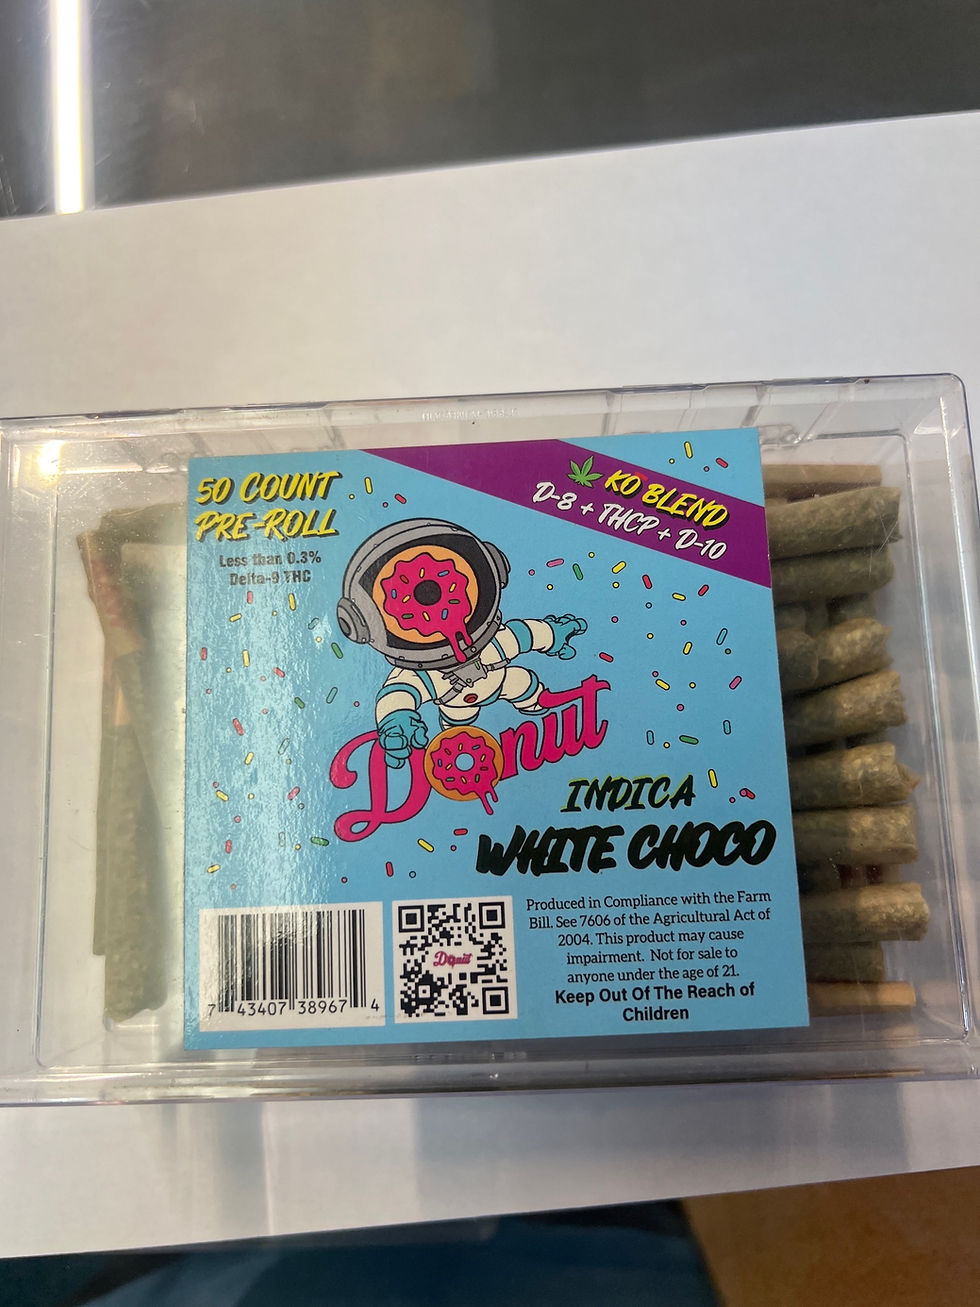 50 COUNT
PRE-ROLL
Less than 0.3%
Delta-9 THC
KO BLEND
D-8 + THCP + D-10
Donut
INDICA
WHITE CHOCO
Produced in Compliance with the Farm
Bill. See 7606 of the Agricultural Act of
2004. This product may cause
impairment. Not for sale to
anyone under the age of 21.
Keep Out Of The Reach of
Children
7 43407 38967 4
Donut